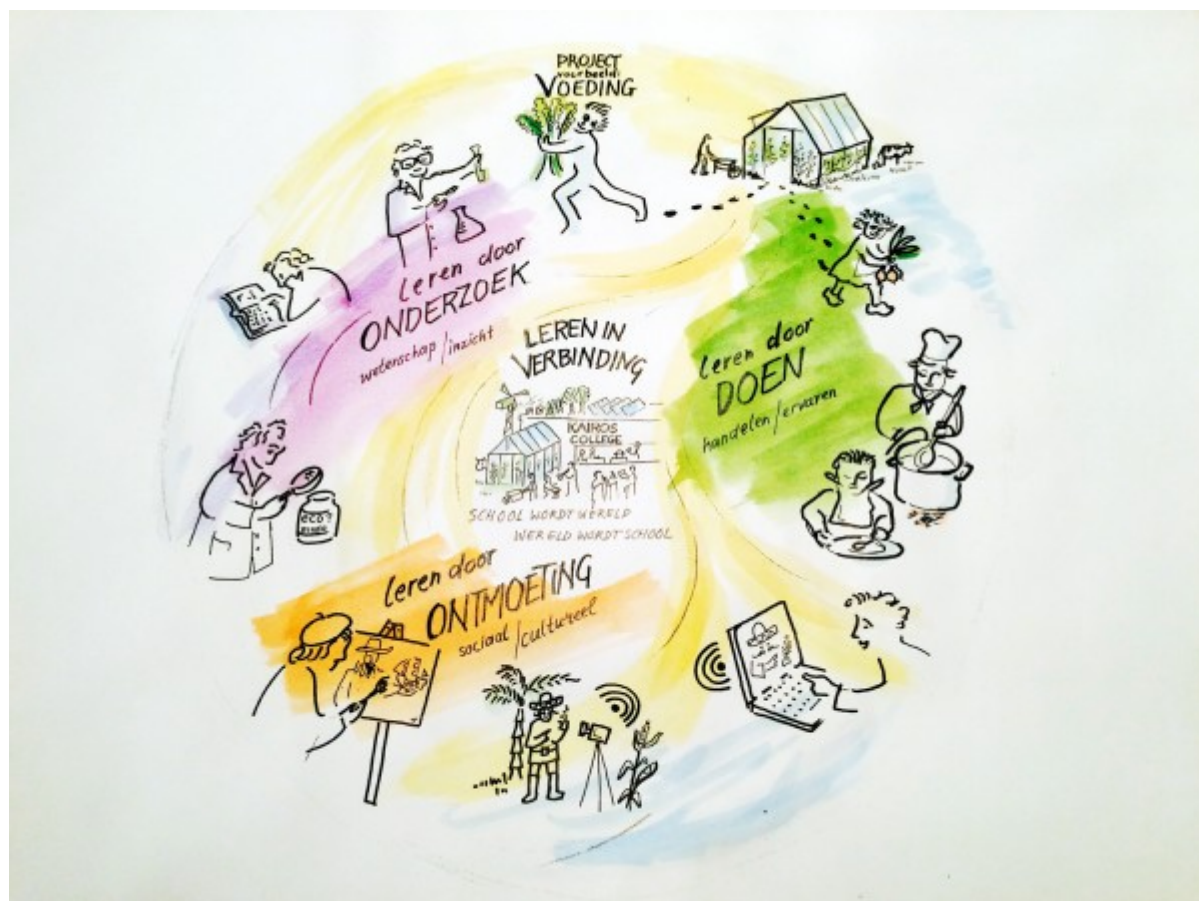 PROJECT
voorbeeld:
VOEDING
leren door
ONDERZOEK
wetenschap/inzicht
LEREN IN
VERBINDING
KAIROS
COLLEGE
SCHOOL WORDT WERELD
WERELD WORDT SCHOOL
leren door
DOEN
handelen/ervaren
eco?
leren door
ONTMOETING
sociaal/cultureel